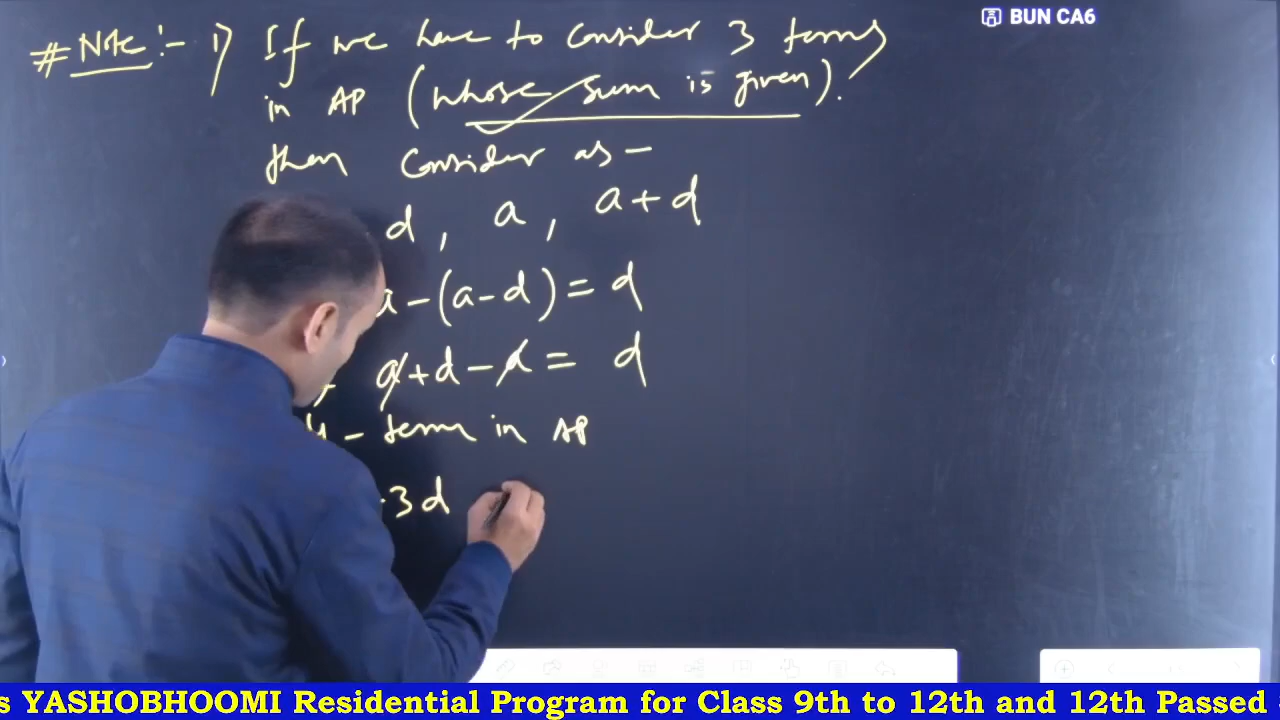 BUN CA6
# Note :- 1) If we have to consider 3 terms
in AP (whose sum is given).
then consider as -
d, a, a+d
a-(a-d) = d
a+d-a = d
4 - term in AP
-3d
s YASHOBHOOMI Residential Program for Class 9th to 12th and 12th Passed